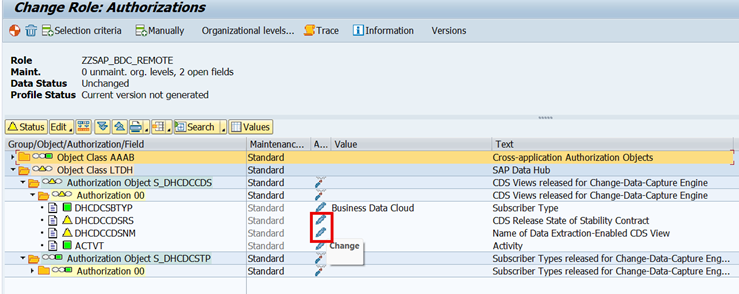 Change Role: Authorizations
Selection criteria Manually Organizational levels... Trace Information Versions
Role ZZSAP_BDC_REMOTE
Maint. 0 unmaint. org. levels, 2 open fields
Data Status Unchanged
Profile Status Current version not generated
Status Edit Search Values
Group/Object/Authorization/Field Maintenanc... A... Value Text
Object Class AAAB Standard Cross-application Authorization Objects
Object Class LTDH Standard SAP Data Hub
Authorization Object S_DHCDCCDS Standard CDS Views released for Change-Data-Capture Engine
Authorization 00 Standard CDS Views released for Change-Data-Capture Engine
DHCDCSBTYP Standard Business Data Cloud Subscriber Type
DHCDCCDSRS Standard CDS Release State of Stability Contract
DHCDCCDSNM Standard Name of Data Extraction-Enabled CDS View
ACTVT Standard Change Activity
Authorization Object S_DHCDCSTP Standard Subscriber Types released for Change-Data-Capture Eng...
Authorization 00 Standard Subscriber Types released for Change-Data-Capture Eng...